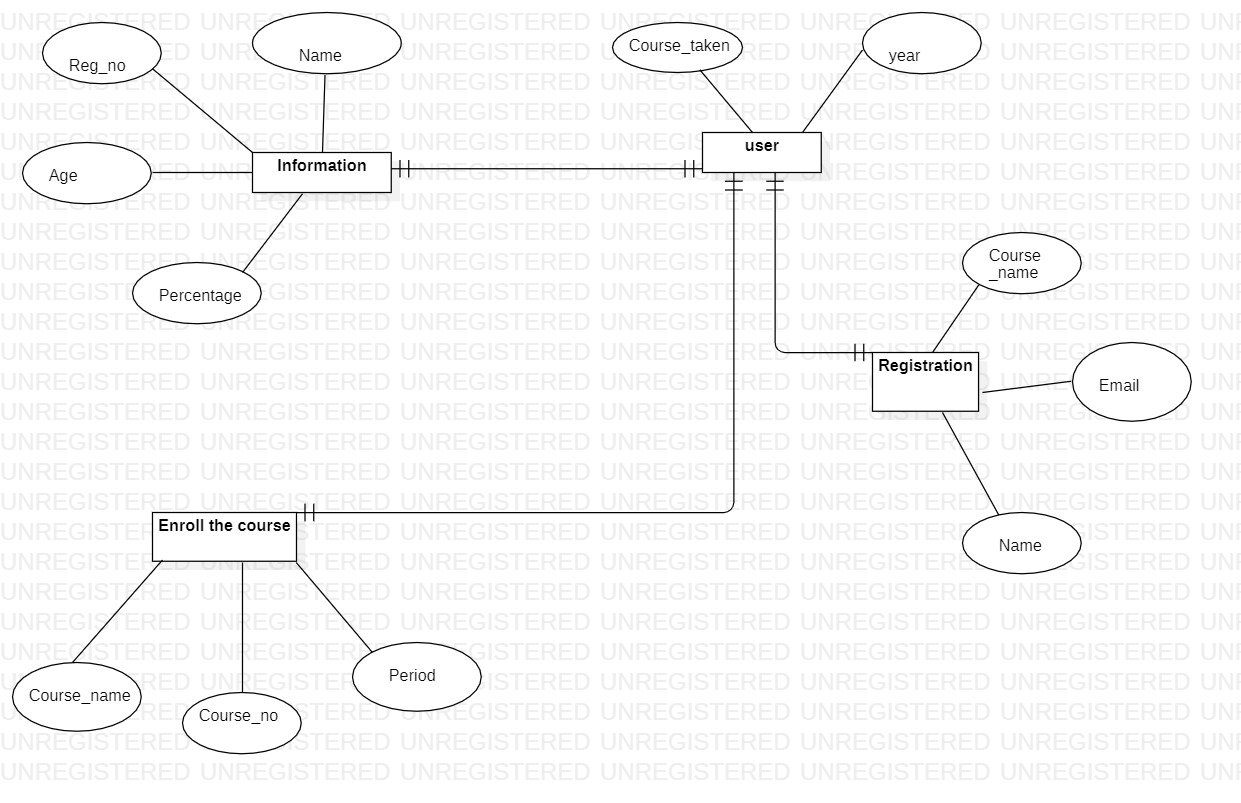 UNREGISTERED
Reg_no
Name
Course_taken
year
Information
user
Age
Percentage
Course
_name
Registration
Email
Name
Enroll the course
Course_name
Course_no
Period